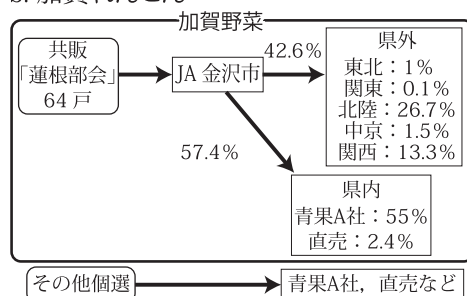 加賀野菜
共販
「蓮根部会」
64戸
JA 金沢市
42.6%
県外
東北：1%
関東：0.1%
北陸：26.7%
中京：1.5%
関西：13.3%
57.4%
県内
青果A社：55%
直売：2.4%
その他個選
青果A社，直売など